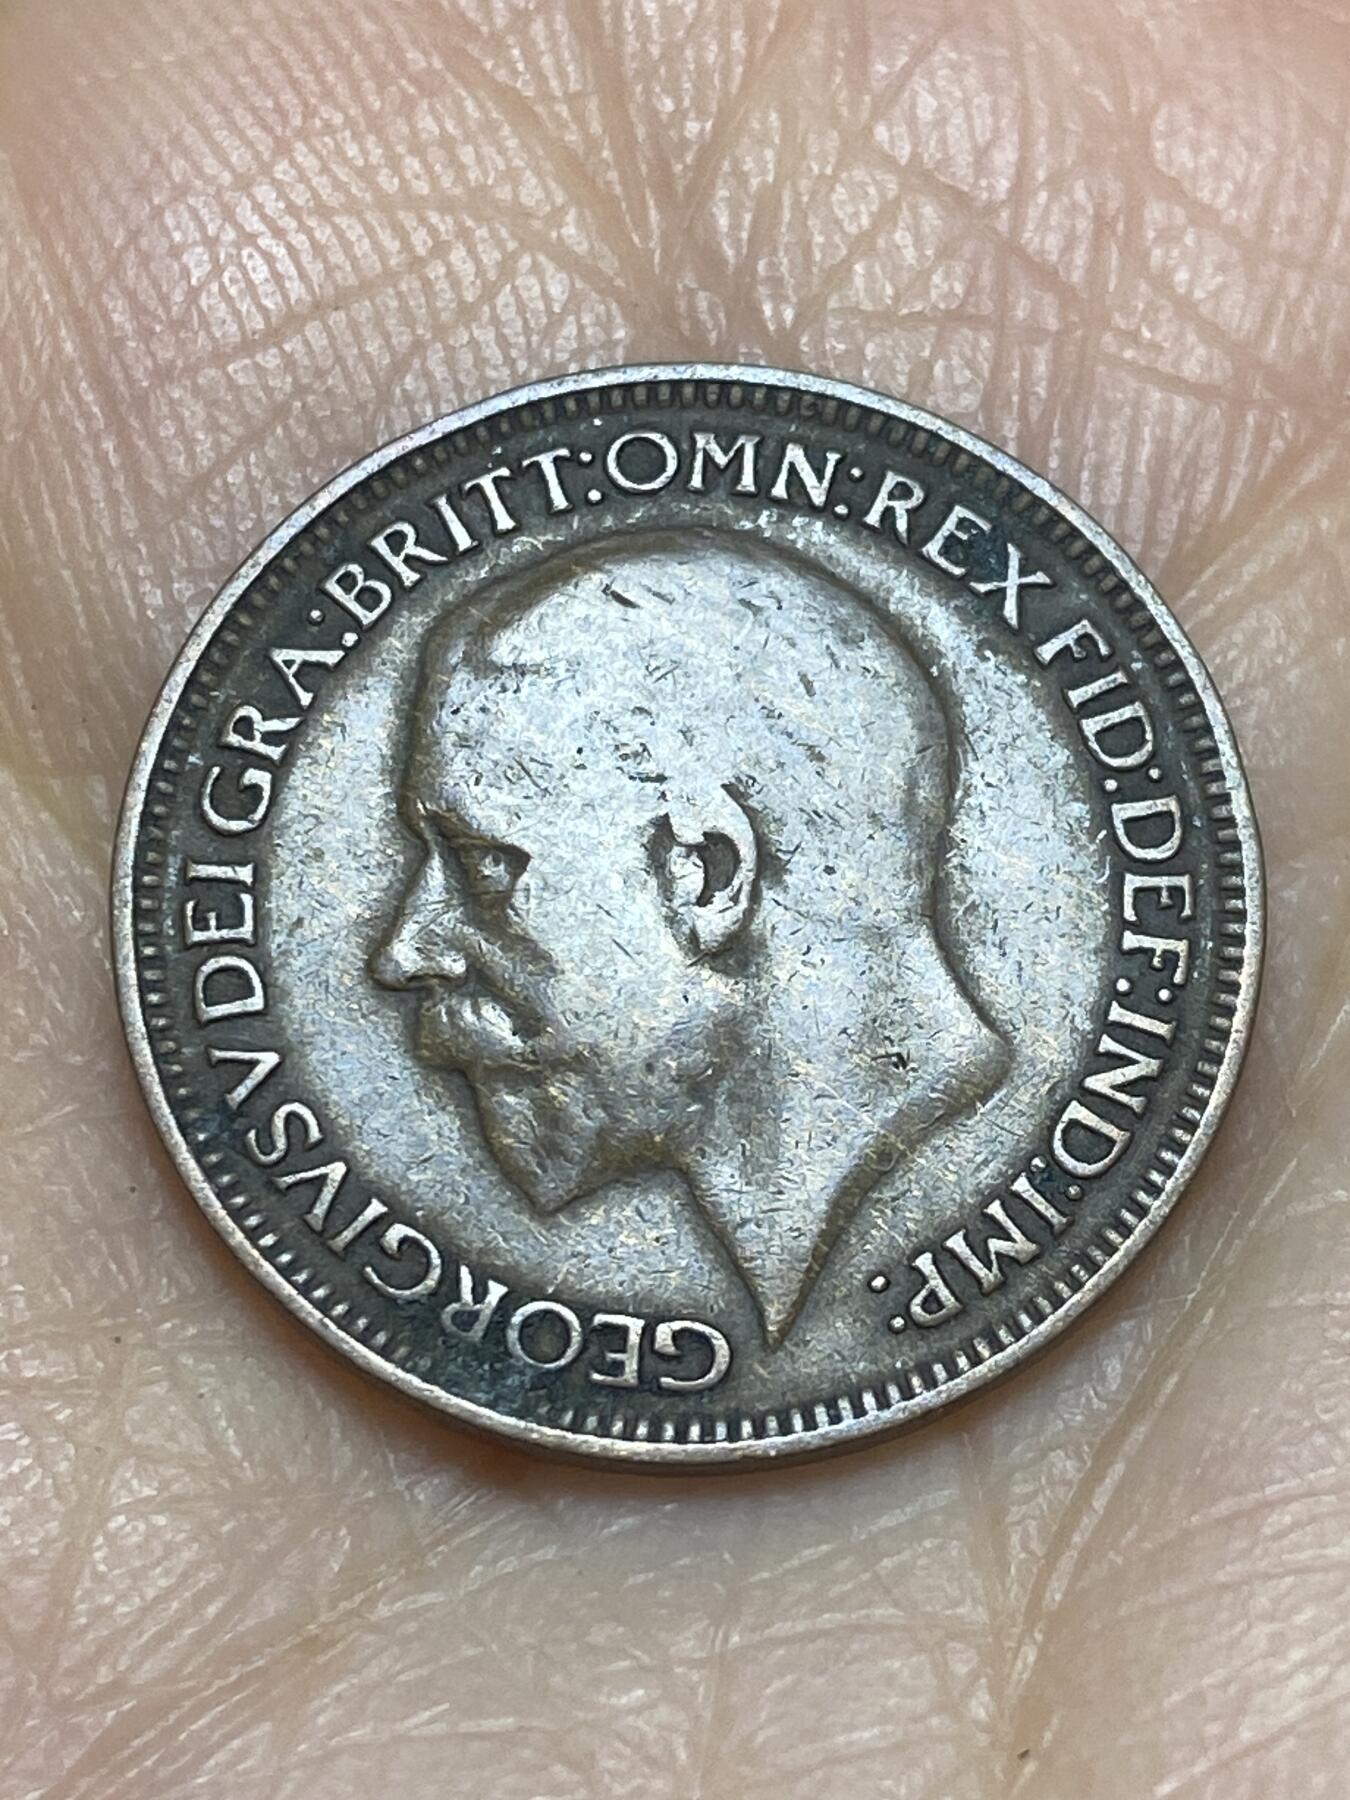 GEORGIVS V DEI GRA: BRITT: OMN: REX FID: DEF: IND: IMP: